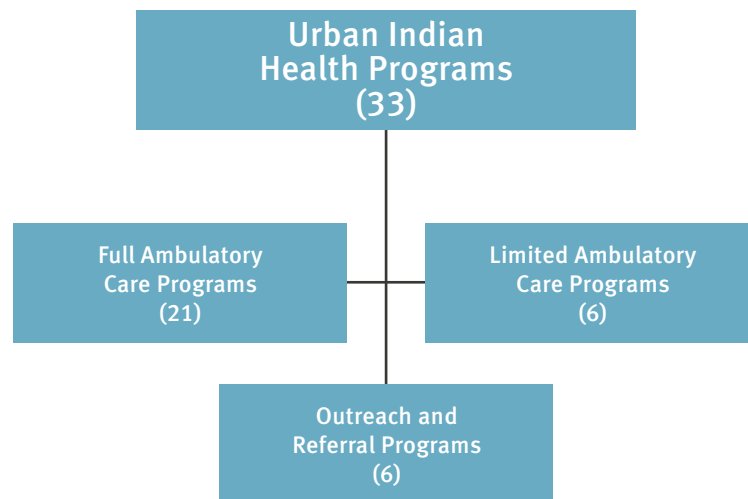 Urban Indian
Health Programs
(33)
Full Ambulatory
Care Programs
(21)
Limited Ambulatory
Care Programs
(6)
Outreach and
Referral Programs
(6)